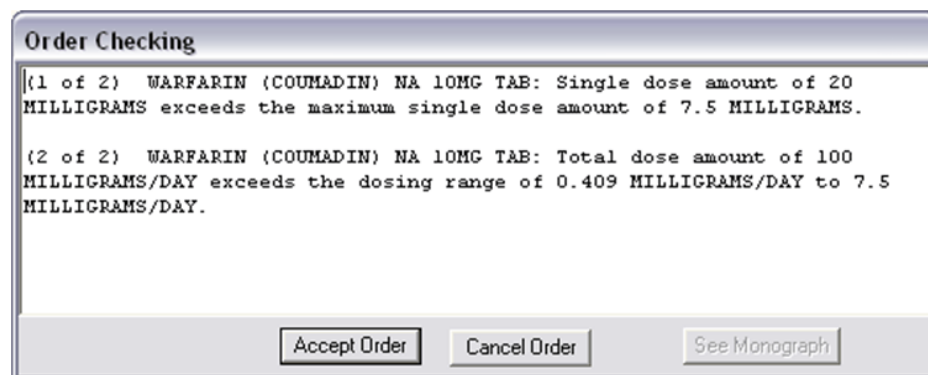 Order Checking
(1 of 2)  WARFARIN (COUMADIN) NA 10MG TAB: Single dose amount of 20
MILLIGRAMS exceeds the maximum single dose amount of 7.5 MILLIGRAMS.
(2 of 2)  WARFARIN (COUMADIN) NA 10MG TAB: Total dose amount of 100
MILLIGRAMS/DAY exceeds the dosing range of 0.409 MILLIGRAMS/DAY to 7.5
MILLIGRAMS/DAY.
Accept Order Cancel Order See Monograph